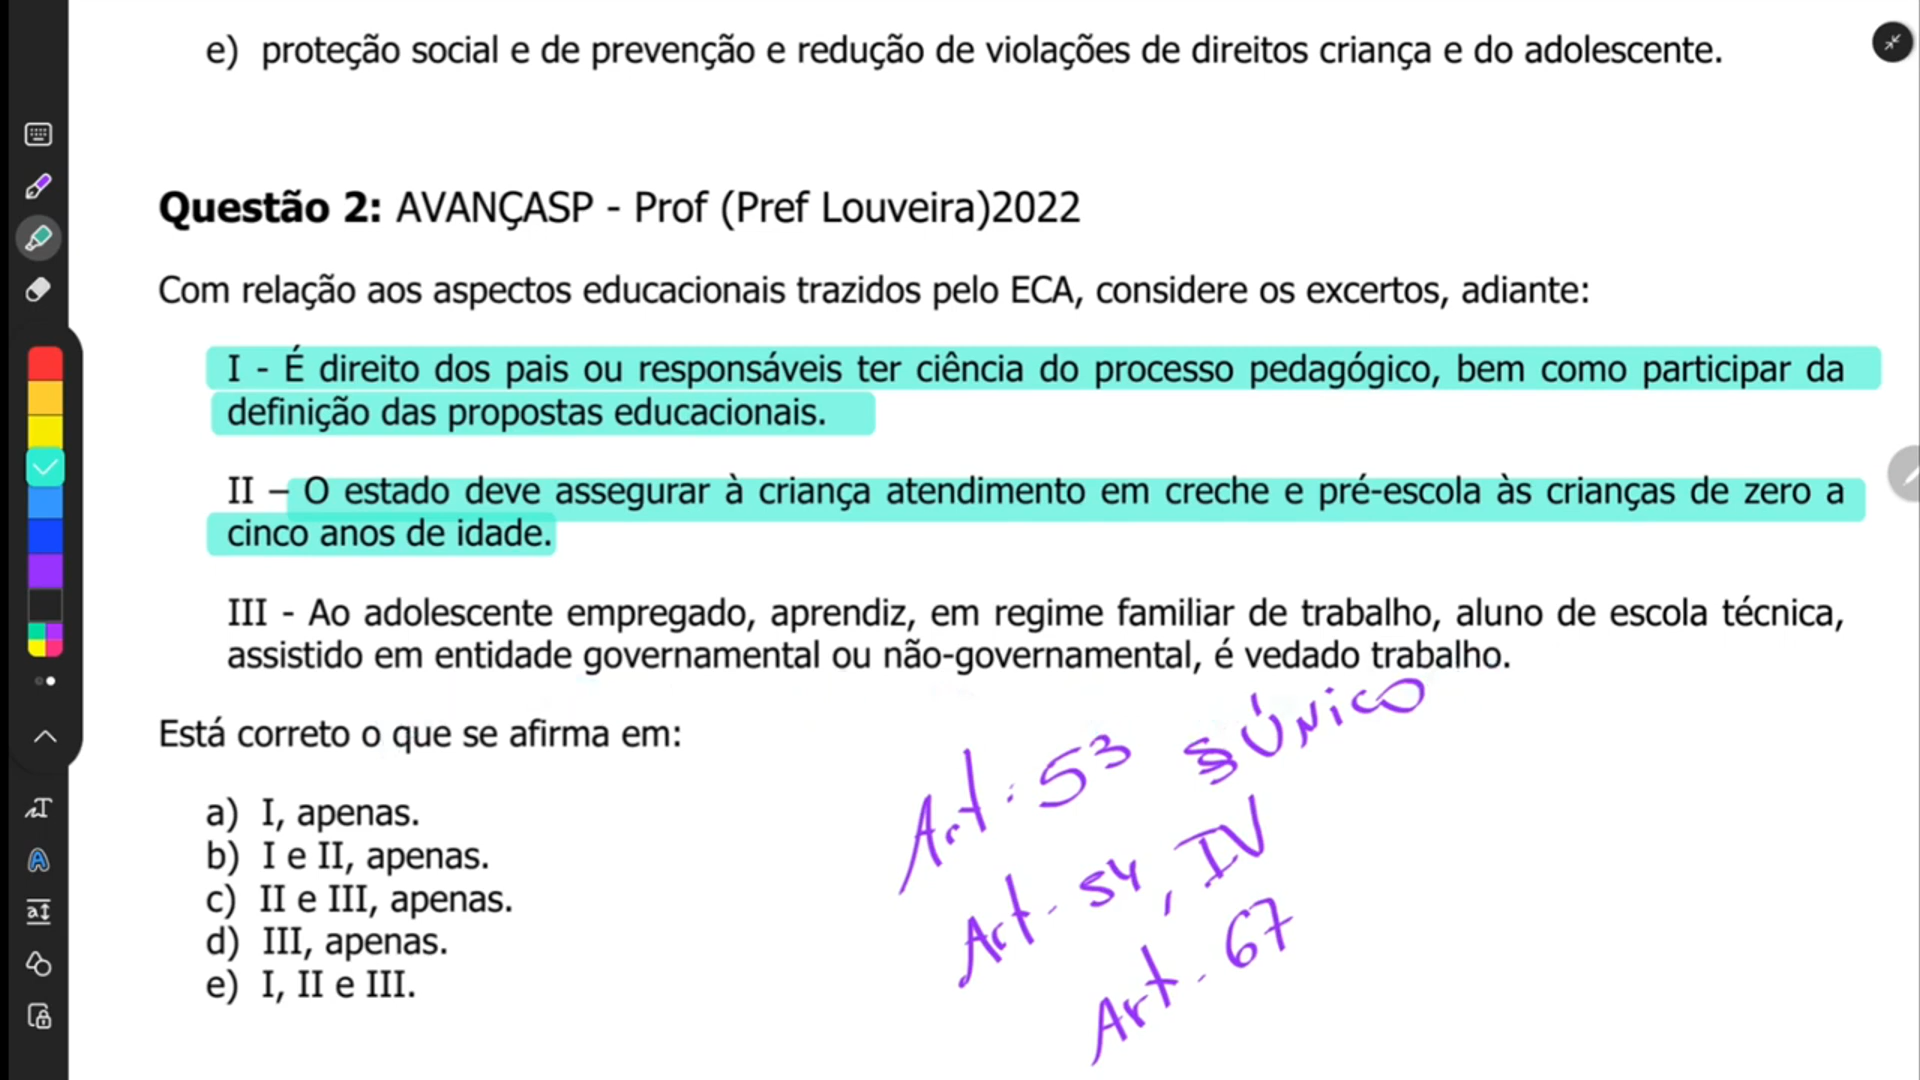 e) proteção social e de prevenção e redução de violações de direitos criança e do adolescente.
Questão 2: AVANÇASP - Prof (Pref Louveira)2022
Com relação aos aspectos educacionais trazidos pelo ECA, considere os excertos, adiante:
I - É direito dos pais ou responsáveis ter ciência do processo pedagógico, bem como participar da
definição das propostas educacionais.
II – O estado deve assegurar à criança atendimento em creche e pré-escola às crianças de zero a
cinco anos de idade.
III - Ao adolescente empregado, aprendiz, em regime familiar de trabalho, aluno de escola técnica,
assistido em entidade governamental ou não-governamental, é vedado trabalho.
Está correto o que se afirma em:
a) I, apenas.
b) I e II, apenas.
c) II e III, apenas.
d) III, apenas.
e) I, II e III.
Art. 53 § ÚNICO
Art. 54, IV
Art. 67